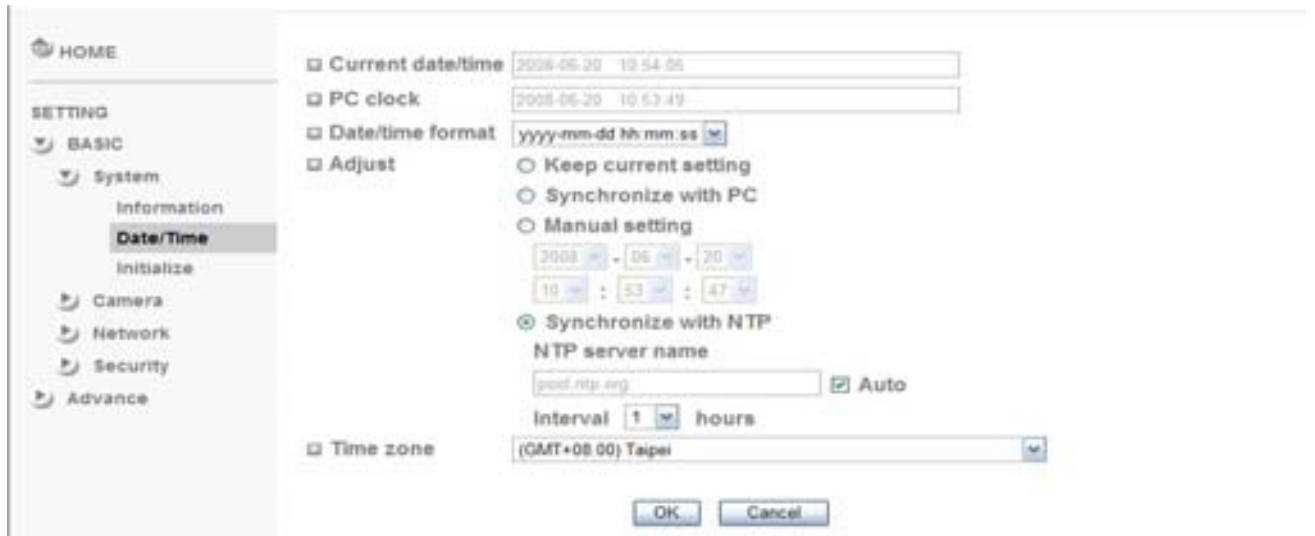 HOME
SETTING
BASIC
System
Information
Date/Time
Initialize
Camera
Network
Security
Advance
Current date/time 2008-06-20 10:54:05
PC clock 2008-06-20 10:53:49
Date/time format yyyy-mm-dd hh:mm:ss
Adjust
Keep current setting
Synchronize with PC
Manual setting
2008 - 06 - 20
10 : 53 : 47
Synchronize with NTP
NTP server name
pool.ntp.org Auto
Interval 1 hours
Time zone (GMT+08:00) Taipei
OK Cancel